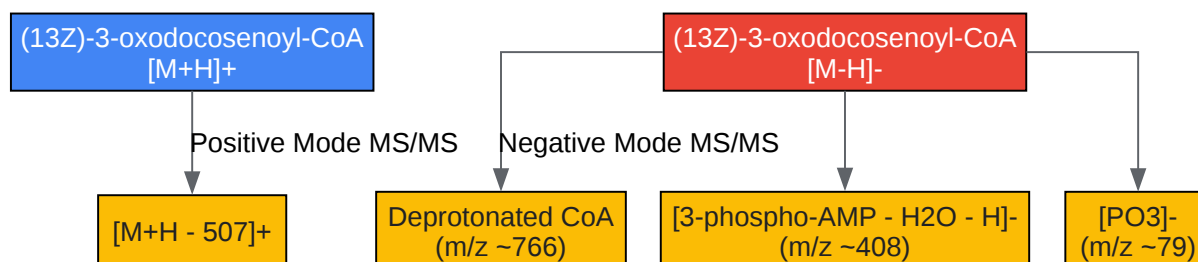 (13Z)-3-oxodocosenoyl-CoA
[M+H]+
(13Z)-3-oxodocosenoyl-CoA
[M-H]-
Positive Mode MS/MS
Negative Mode MS/MS
[M+H - 507]+
Deprotonated CoA
(m/z ~766)
[3-phospho-AMP - H2O - H]-
(m/z ~408)
[PO3]-
(m/z ~79)